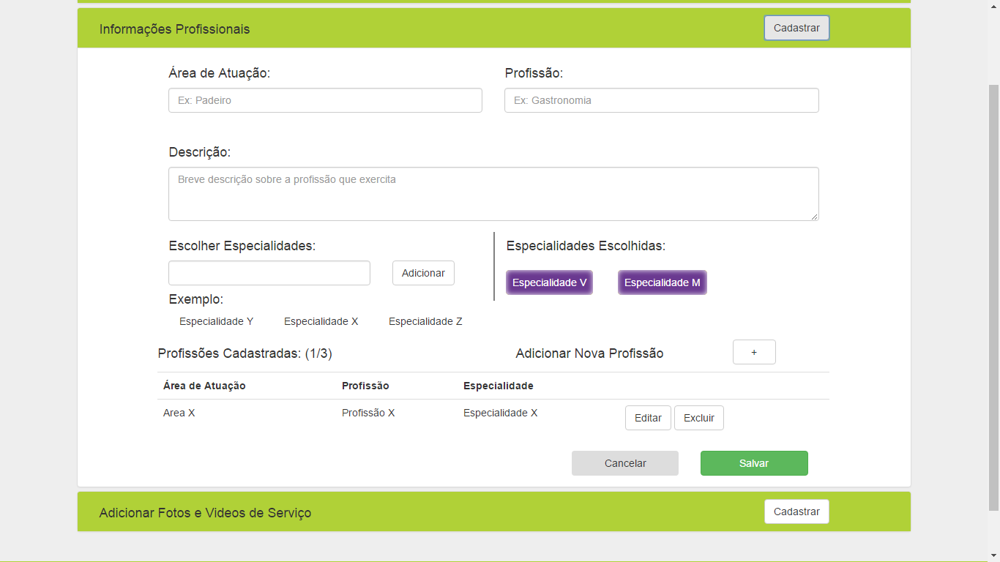 Informações Profissionais Cadastrar
Área de Atuação: Profissão:
Ex: Padeiro Ex: Gastronomia
Descrição:
Breve descrição sobre a profissão que exercita
Escolher Especialidades: Especialidades Escolhidas:
Adicionar Especialidade V Especialidade M
Exemplo:
Especialidade Y Especialidade X Especialidade Z
Profissões Cadastradas: (1/3) Adicionar Nova Profissão +
Área de Atuação Profissão Especialidade
Area X Profissão X Especialidade X Editar Excluir
Cancelar Salvar
Adicionar Fotos e Videos de Serviço Cadastrar